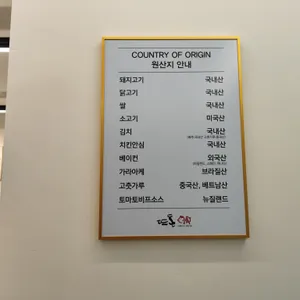 COUNTRY OF ORIGIN
원산지 안내
돼지고기 국내산
닭고기 국내산
쌀 국내산
소고기 미국산
김치 국내산
치킨안심 국내산
베이컨 외국산
가라아게 브라질산
고춧가루 중국산, 베트남산
토마토비프소스 뉴질랜드